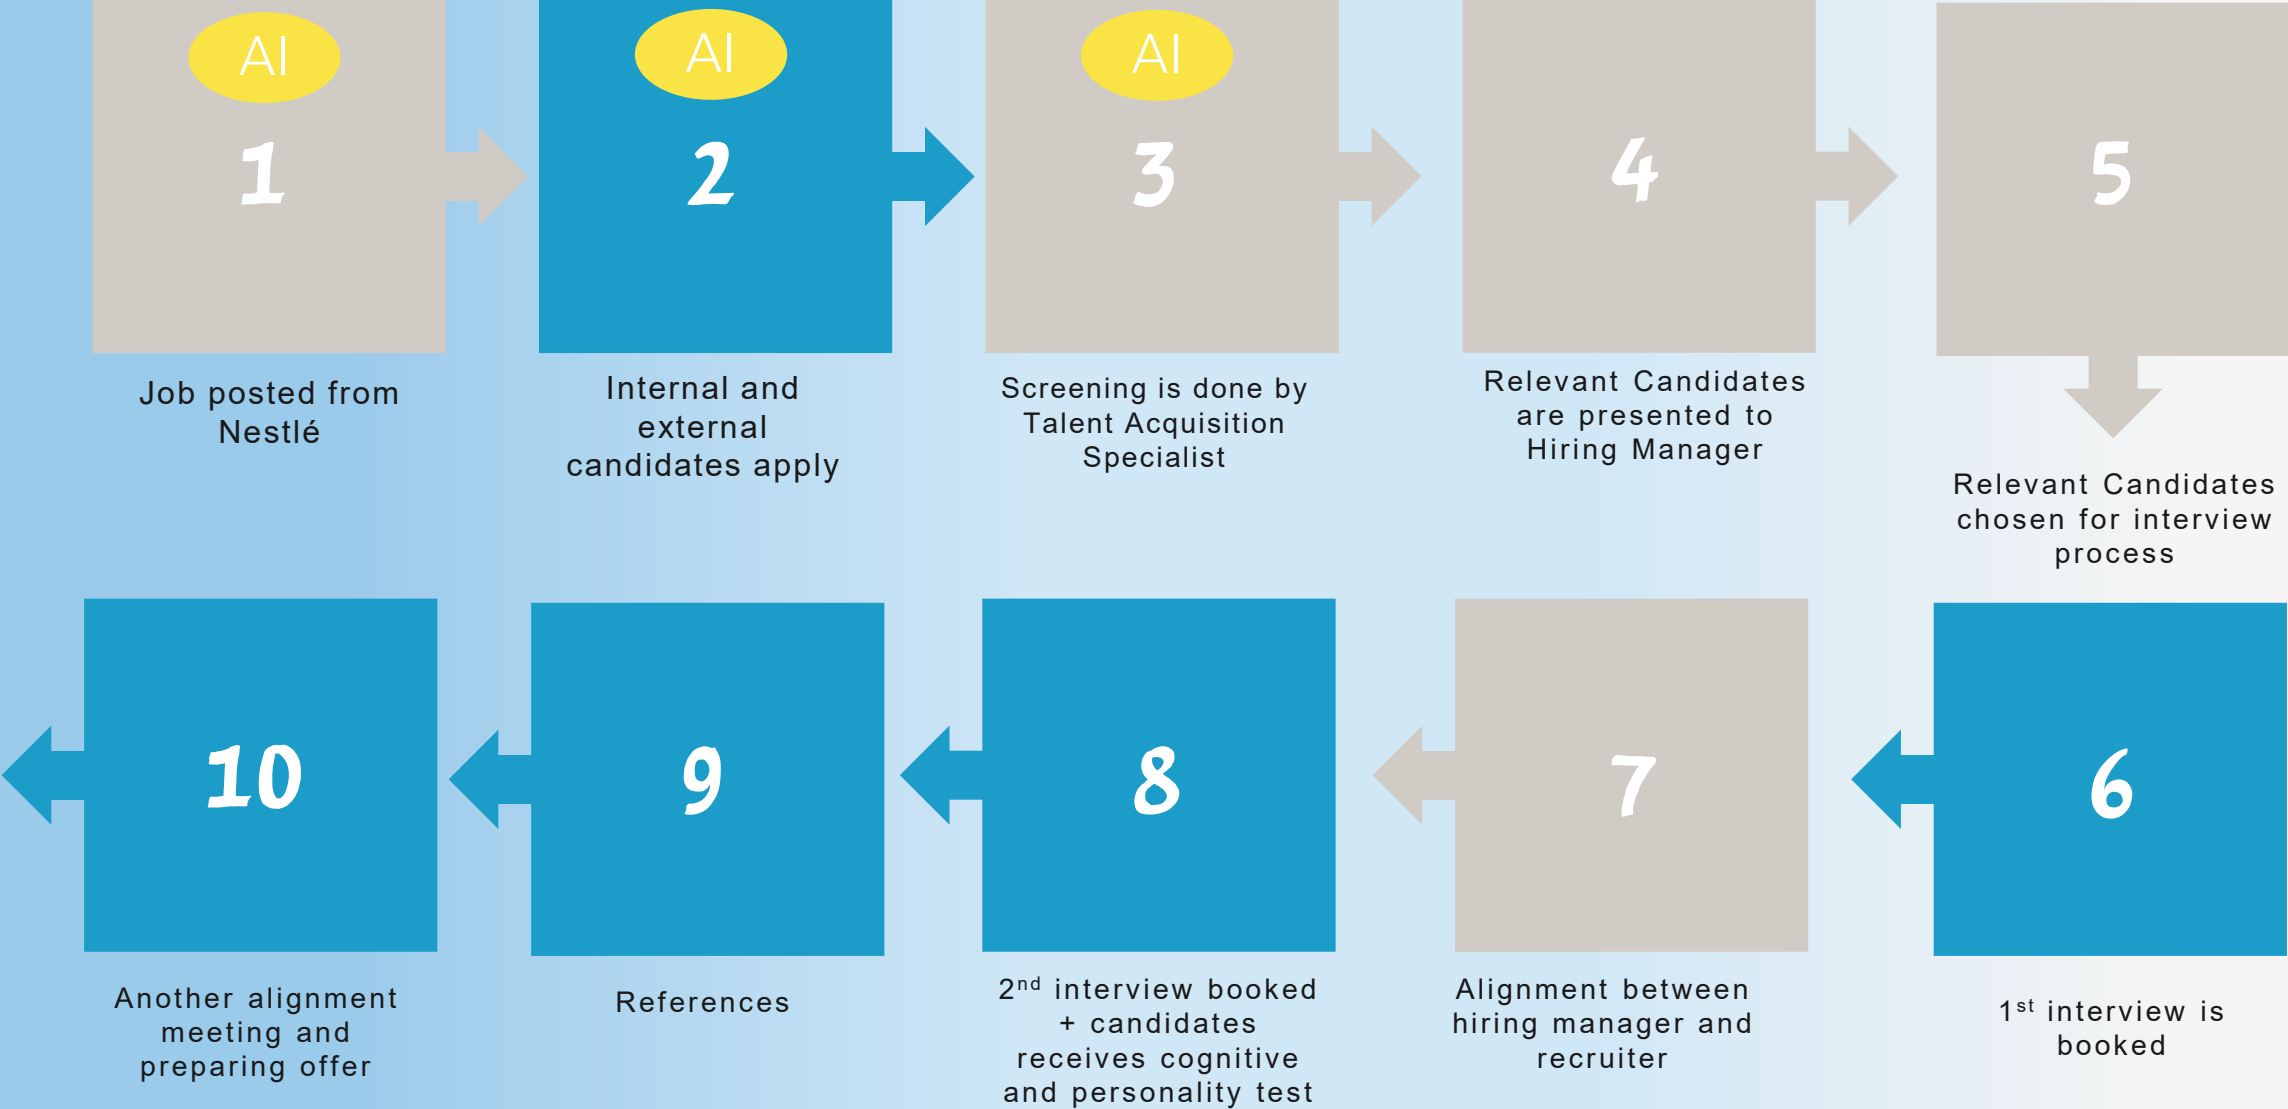 AI
1
Job posted from
Nestlé
AI
2
Internal and
external
candidates apply
AI
3
Screening is done by
Talent Acquisition
Specialist
4
Relevant Candidates
are presented to
Hiring Manager
5
Relevant Candidates
chosen for interview
process
6
1st interview is
booked
7
Alignment between
hiring manager and
recruiter
8
2nd interview booked
+ candidates
receives cognitive
and personality test
9
References
10
Another alignment
meeting and
preparing offer